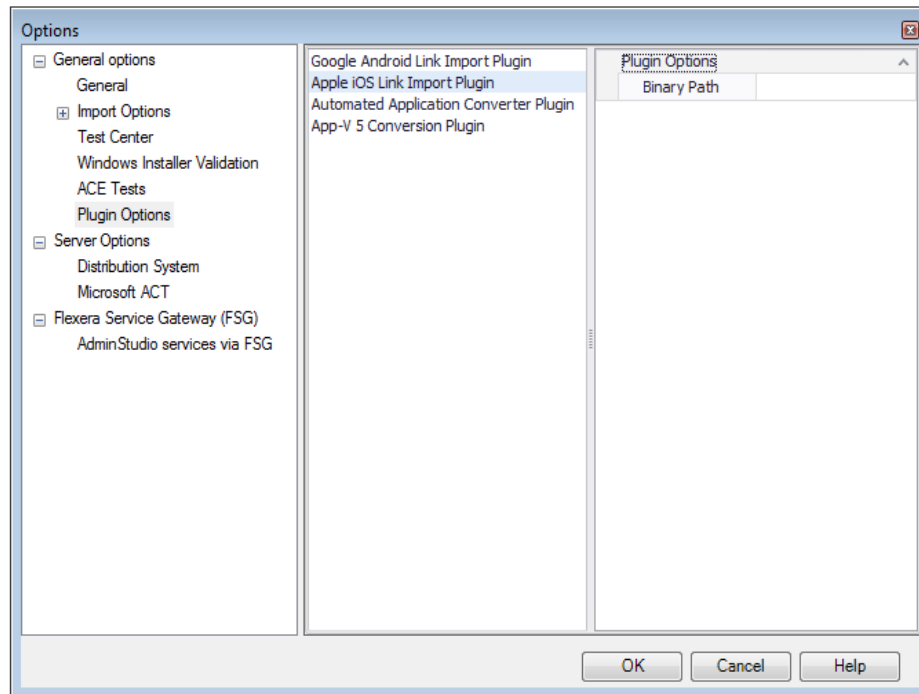 Options
General options
General
Import Options
Test Center
Windows Installer Validation
ACE Tests
Plugin Options
Server Options
Distribution System
Microsoft ACT
Flexera Service Gateway (FSG)
AdminStudio services via FSG
Google Android Link Import Plugin
Apple iOS Link Import Plugin
Automated Application Converter Plugin
App-V 5 Conversion Plugin
Plugin Options
Binary Path
OK
Cancel
Help